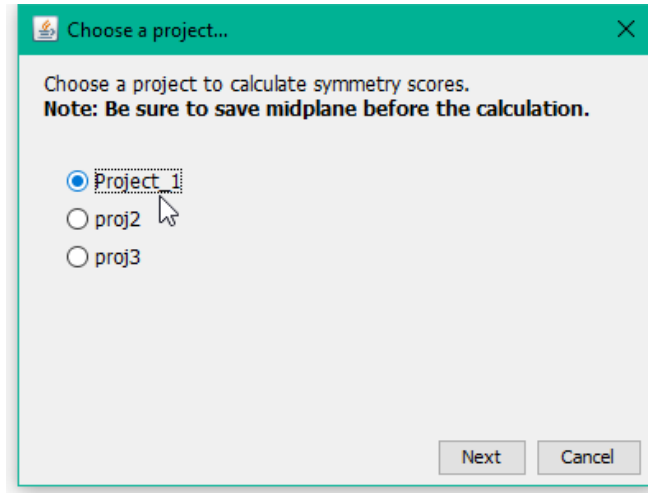 Choose a project...
Choose a project to calculate symmetry scores.
Note: Be sure to save midplane before the calculation.
Project_1
proj2
proj3
Next Cancel